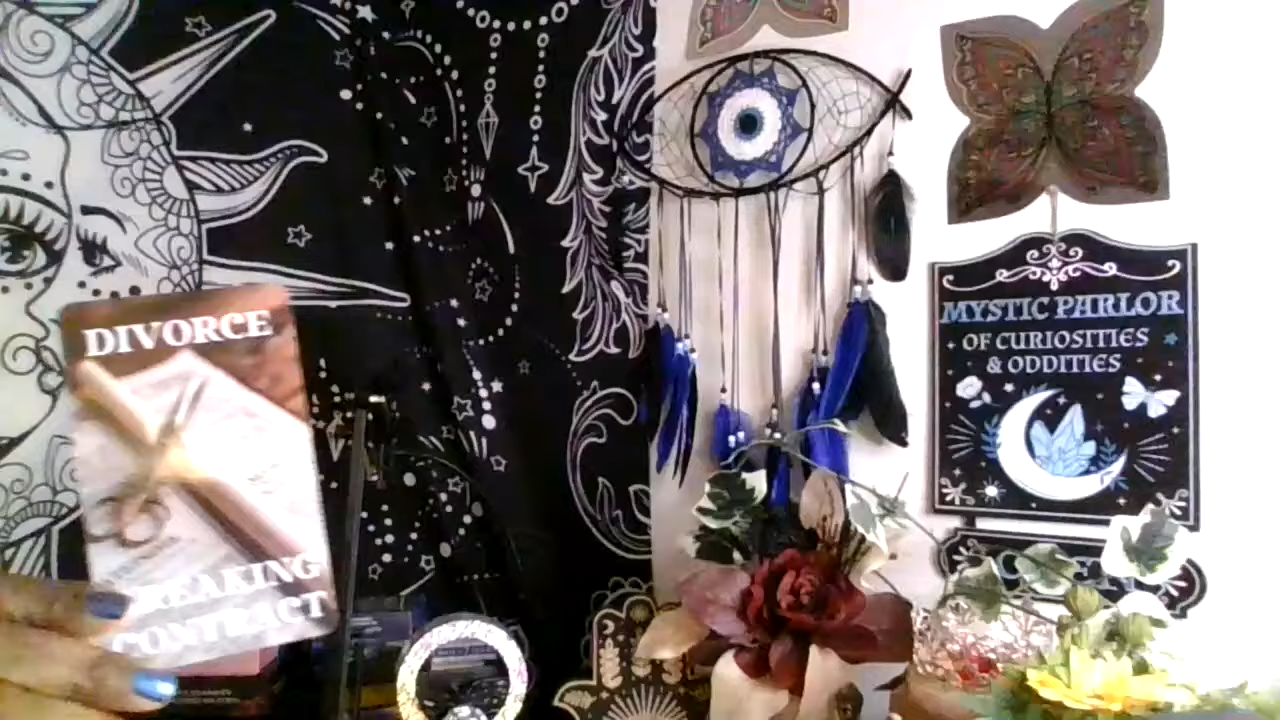 DIVORCE
BREAKING
CONTRACT
MYSTIC PARLOR
OF CURIOSITIES
& ODDITIES